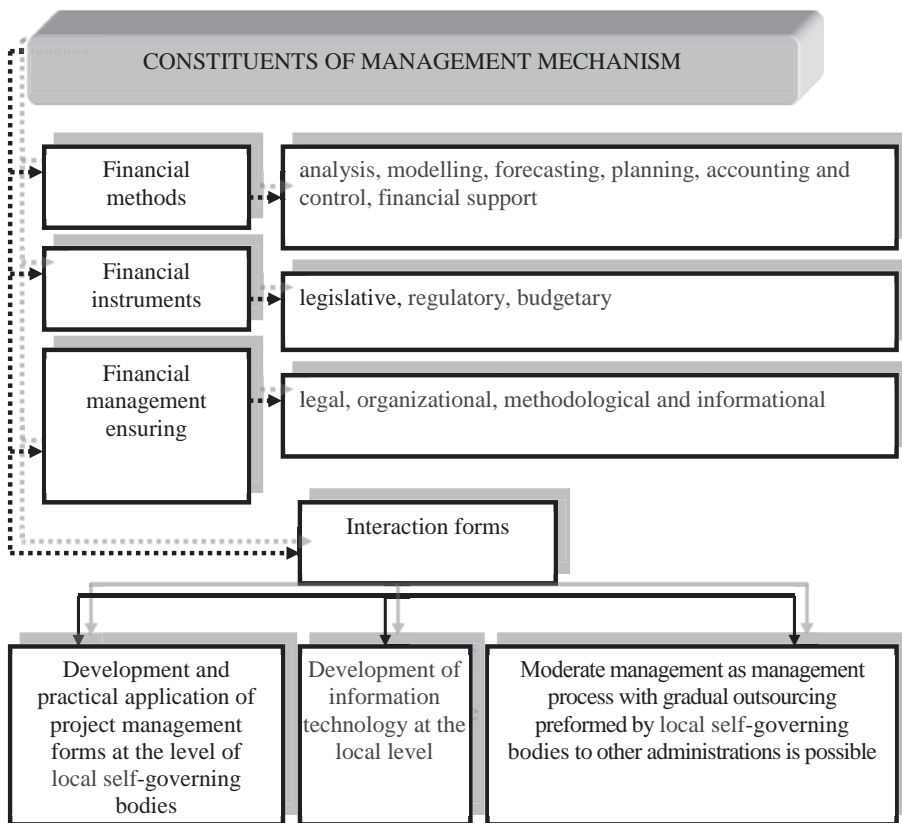 CONSTITUENTS OF MANAGEMENT MECHANISM
Financial
methods
analysis, modelling, forecasting, planning, accounting and
control, financial support
Financial
instruments
legislative, regulatory, budgetary
Financial
management
ensuring
legal, organizational, methodological and informational
Interaction forms
Development and
practical application of
project management
forms at the level of
local self-governing
bodies
Development of
information
technology at the
local level
Moderate management as management
process with gradual outsourcing
preformed by local self-governing
bodies to other administrations is possible